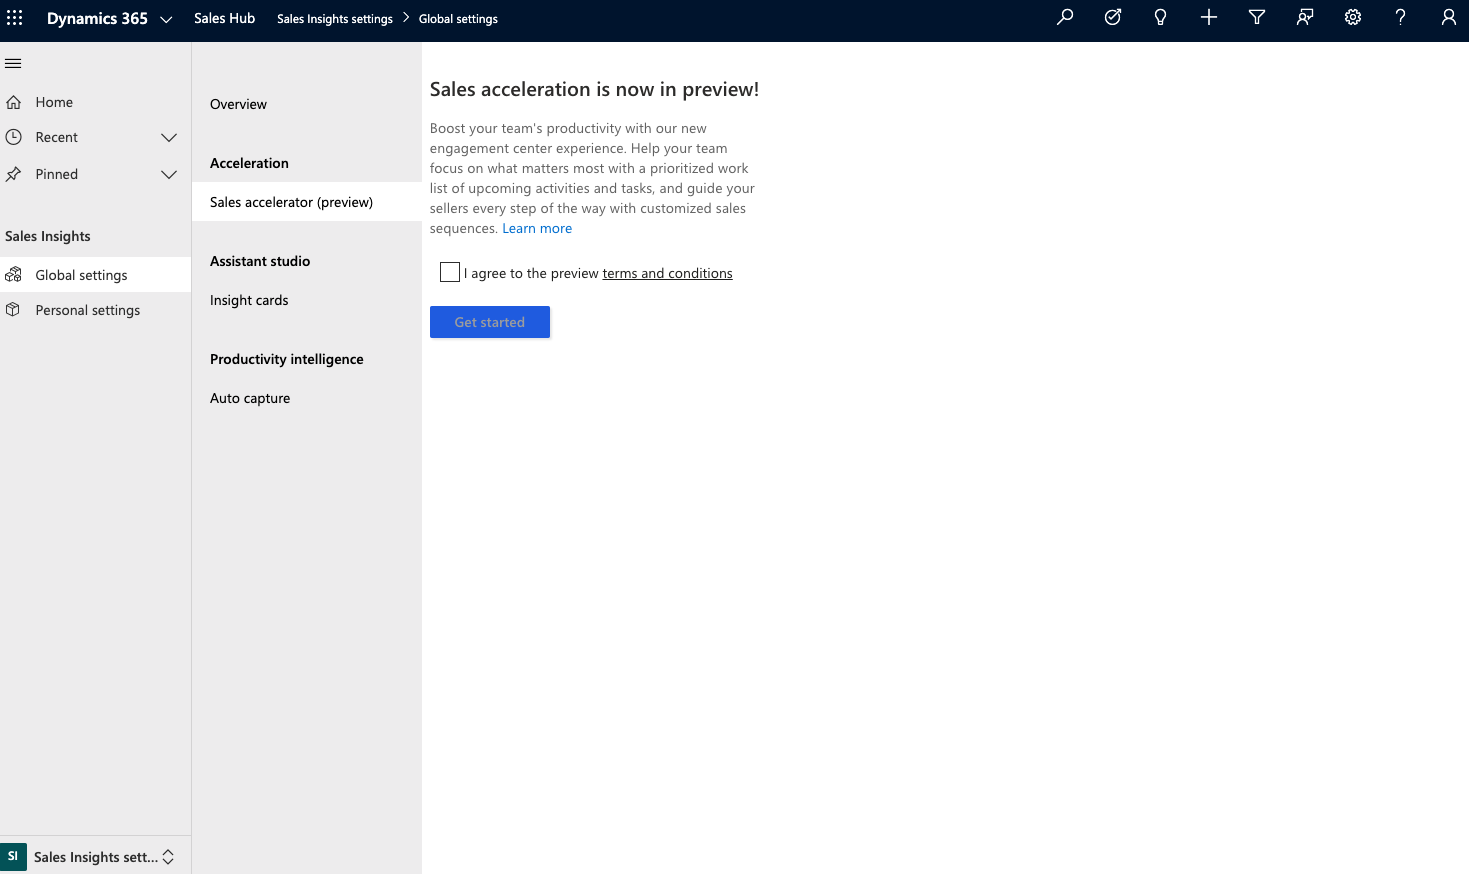 Dynamics 365
Sales Hub
Sales Insights settings > Global settings
Home
Recent
Pinned
Sales Insights
Global settings
Personal settings
SI Sales Insights sett...
Overview
Acceleration
Sales accelerator (preview)
Assistant studio
Insight cards
Productivity intelligence
Auto capture
Sales acceleration is now in preview!
Boost your team's productivity with our new
engagement center experience. Help your team
focus on what matters most with a prioritized work
list of upcoming activities and tasks, and guide your
sellers every step of the way with customized sales
sequences. Learn more
I agree to the preview terms and conditions
Get started